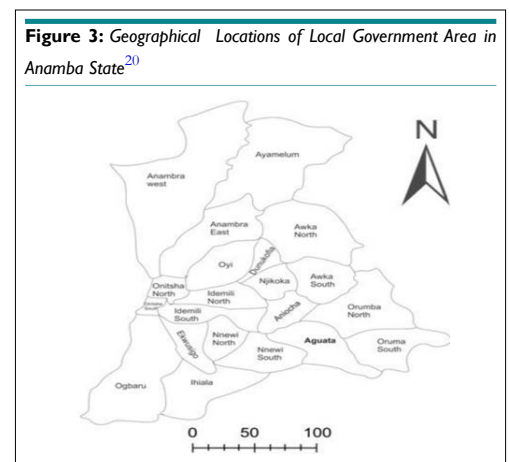 Figure 3: Geographical Locations of Local Government Area in
Anamba State20
N
Ayamelum
Anambra
west
Anambra
East
Awka
North
Dunukofia
Oyi
Njikoka
Awka
South
Onitsha
North
Idemili
North
Aniocha
Orumba
North
Idemili
South
Ekwusigo
Nnewi
North
Nnewi
South
Aguata
Oruma
South
Ogbaru
Ihiala
0 50 100